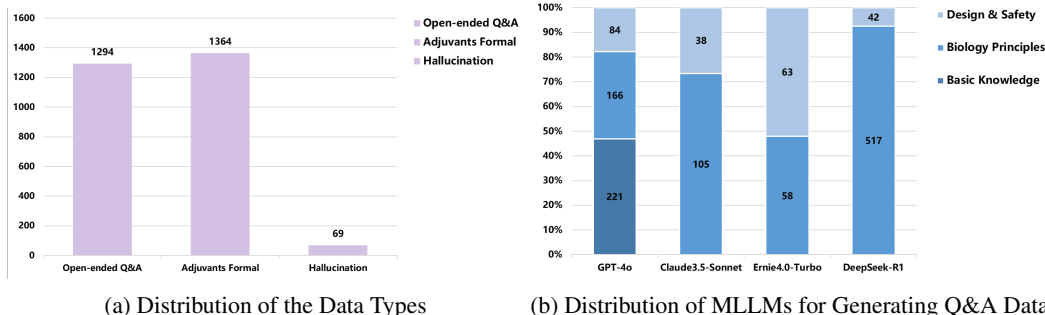 1600
1400
1200
1000
800
600
400
200
0
1294
1364
69
Open-ended Q&A
Adjuvants Formal
Hallucination
Open-ended Q&A
Adjuvants Formal
Hallucination
(a) Distribution of the Data Types
100%
90%
80%
70%
60%
50%
40%
30%
20%
10%
0%
84
166
221
38
105
63
58
42
517
GPT-4o
Claude3.5-Sonnet
Ernie4.0-Turbo
DeepSeek-R1
Design & Safety
Biology Principles
Basic Knowledge
(b) Distribution of MLLMs for Generating Q&A Data